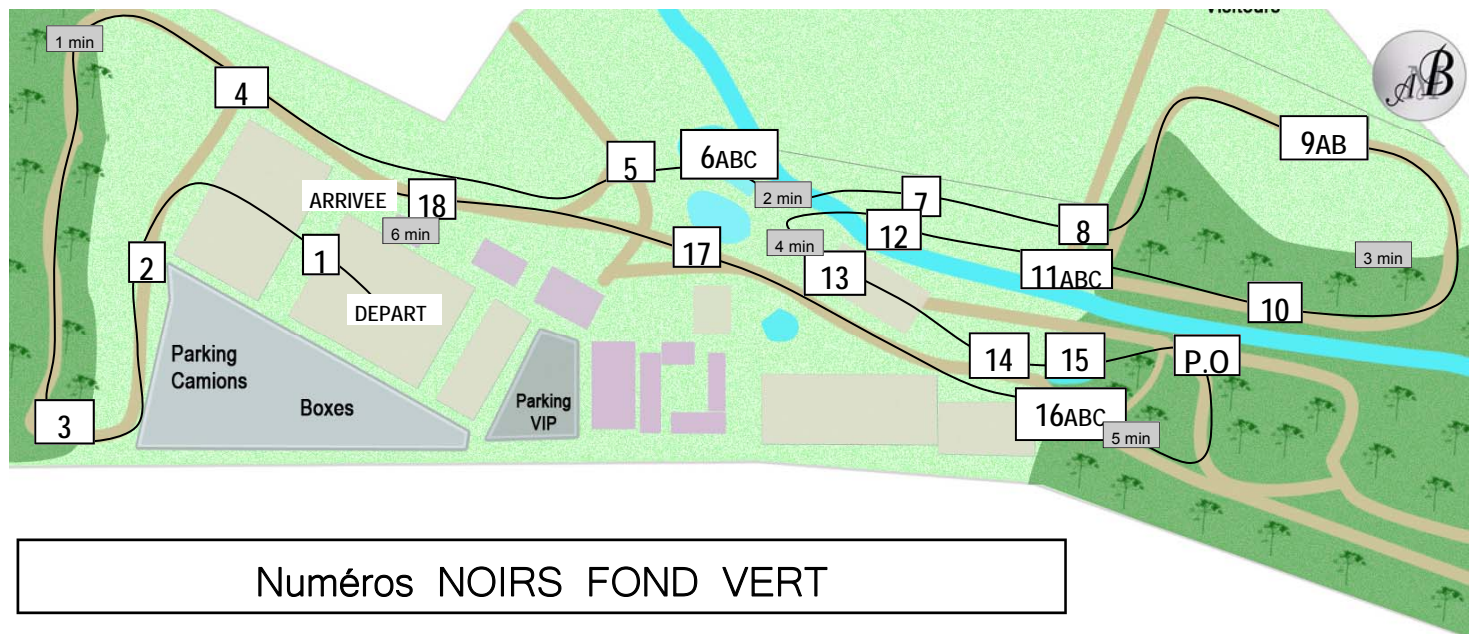 Visiteurs
1 min
4
5
6ABC
9AB
ARRIVEE
18
2 min
7
8
6 min
12
4 min
17
1
2
13
11ABC
3 min
10
DEPART
Parking
Camions
Boxes
Parking
VIP
14
15
P.O
3
16ABC
5 min
Numéros NOIRS FOND VERT